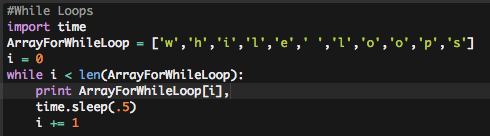 #While Loops
import time
ArrayForWhileLoop = ['w','h','i','l','e',' ','l','o','o','p','s']
i = 0
while i < len(ArrayForWhileLoop):
    print ArrayForWhileLoop[i],
    time.sleep(.5)
    i += 1